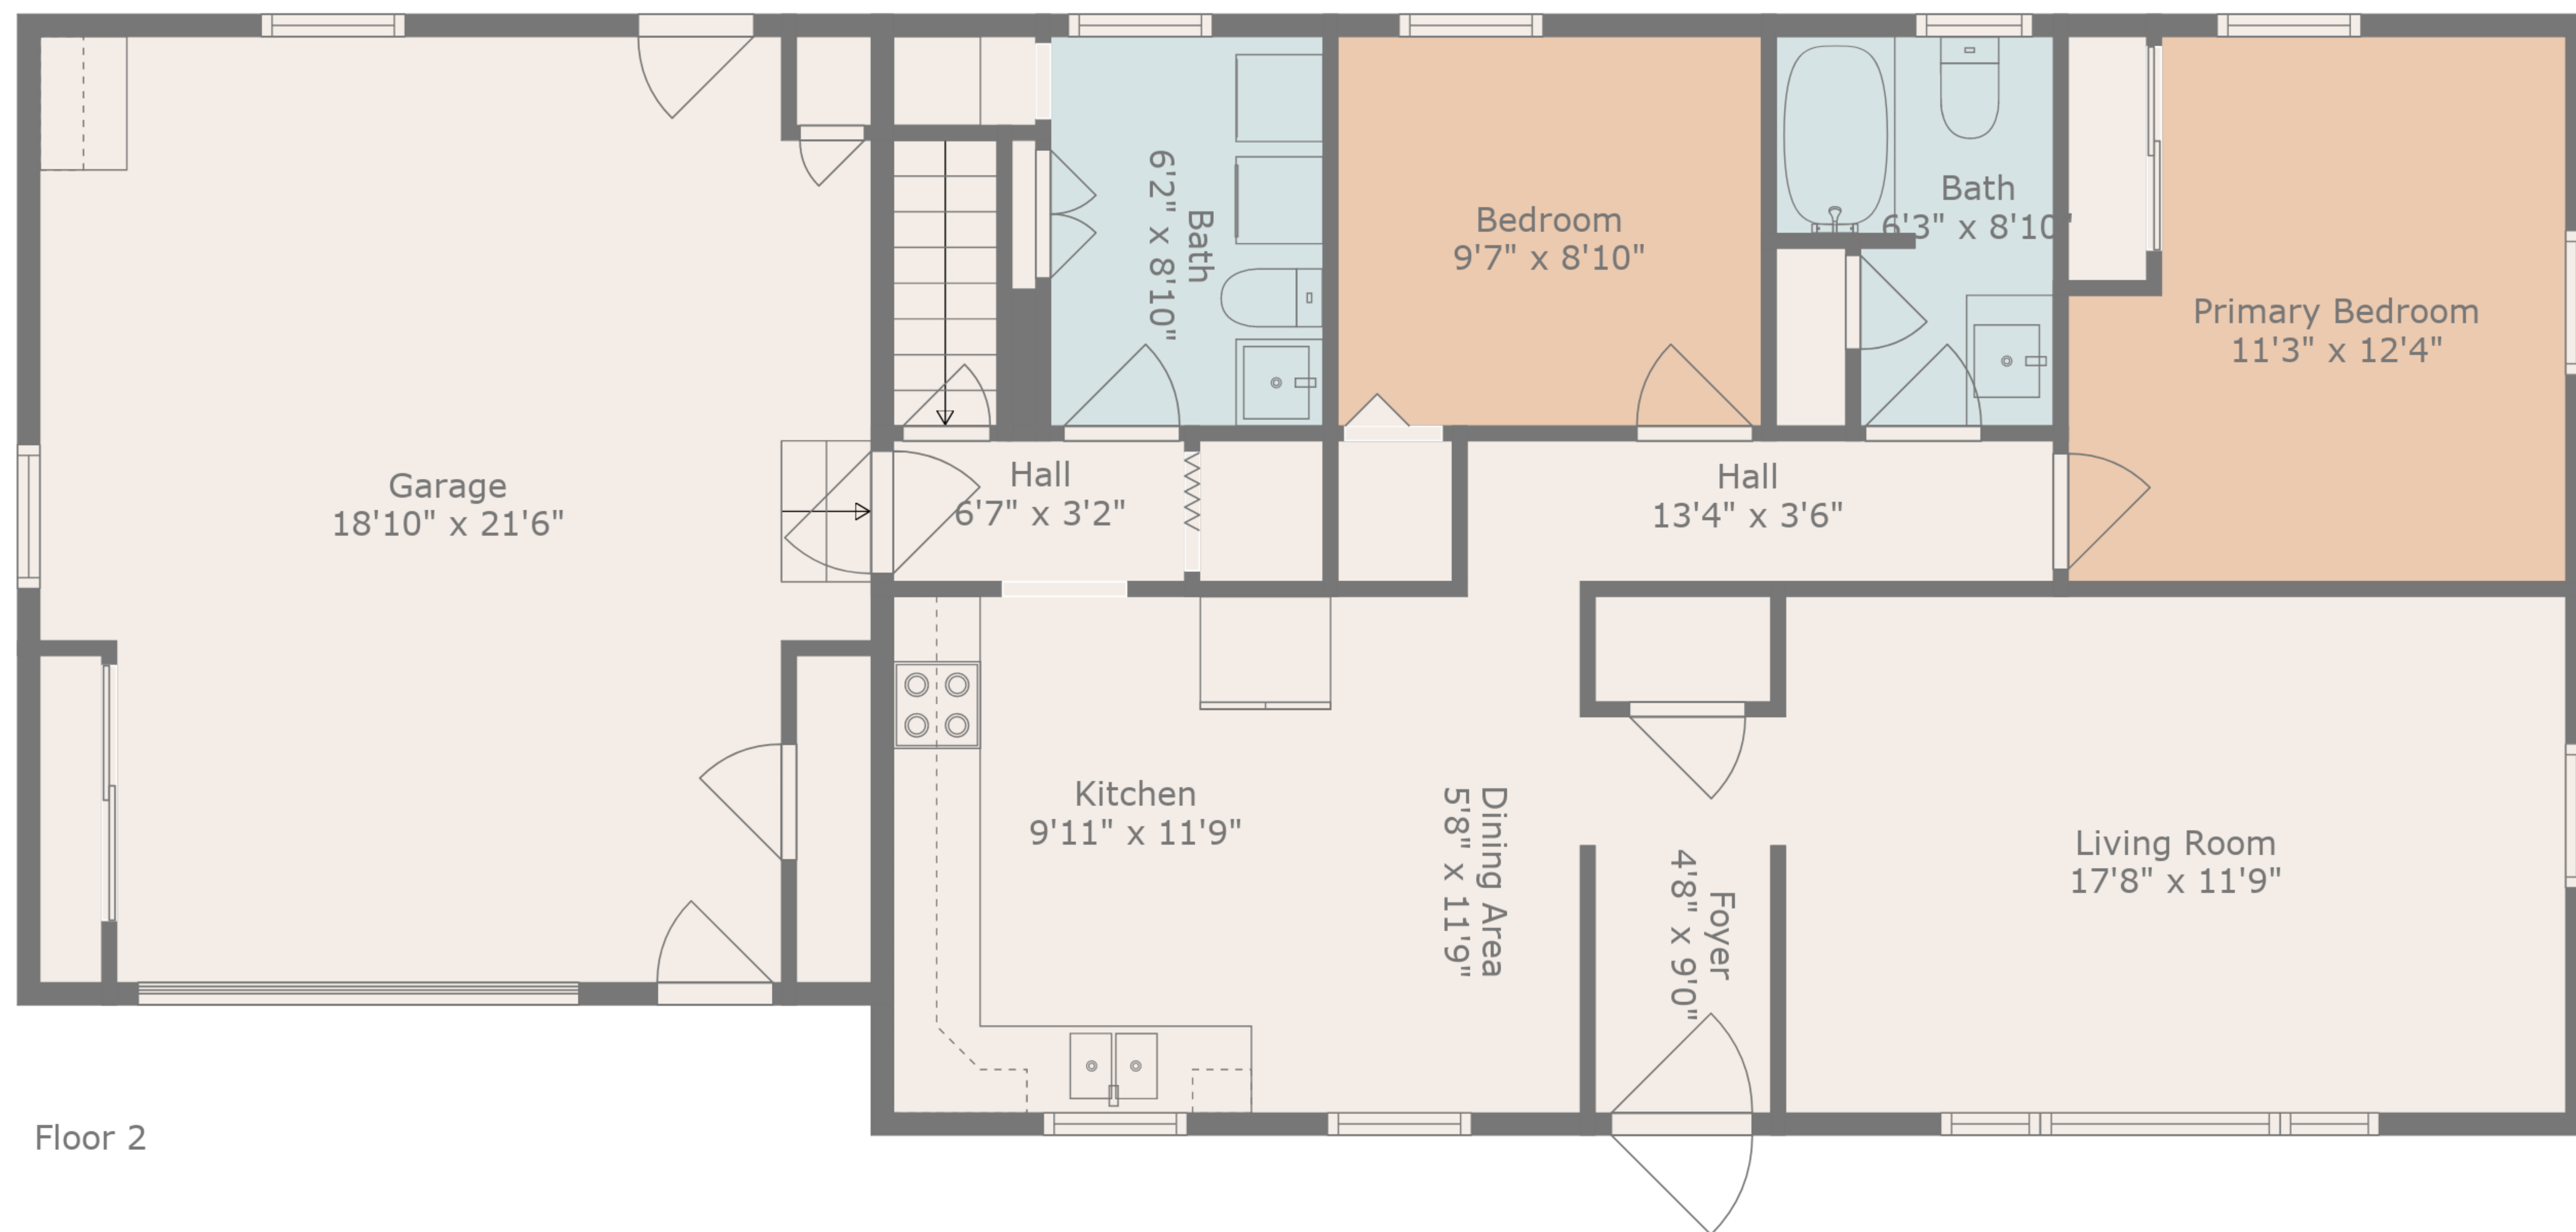 Bath
6'2" x 8'10"
Bedroom
9'7" x 8'10"
Bath
6'3" x 8'10"
Primary Bedroom
11'3" x 12'4"
Garage
18'10" x 21'6"
Hall
6'7" x 3'2"
Hall
13'4" x 3'6"
Kitchen
9'11" x 11'9"
Dining Area
5'8" x 11'9"
Foyer
4'8" x 9'0"
Living Room
17'8" x 11'9"
Floor 2